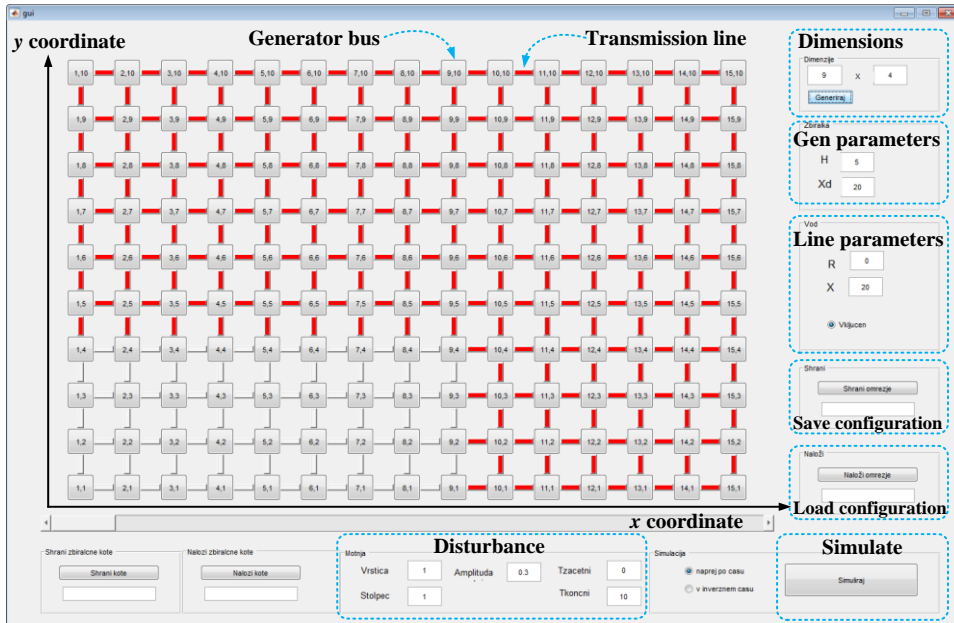 gui
y coordinate
Generator bus
Transmission line
Dimensions
Dimenzije
9 x 4
Generiraj
1,10 2,10 3,10 4,10 5,10 6,10 7,10 8,10 9,10 10,10 11,10 12,10 13,10 14,10 15,10
1,9 2,9 3,9 4,9 5,9 6,9 7,9 8,9 9,9 10,9 11,9 12,9 13,9 14,9 15,9
Zbiralka
Gen parameters
H 5
Xd 20
1,8 2,8 3,8 4,8 5,8 6,8 7,8 8,8 9,8 10,8 11,8 12,8 13,8 14,8 15,8
1,7 2,7 3,7 4,7 5,7 6,7 7,7 8,7 9,7 10,7 11,7 12,7 13,7 14,7 15,7
Vod
Line parameters
R 0
X 20
Vkljucen
1,6 2,6 3,6 4,6 5,6 6,6 7,6 8,6 9,6 10,6 11,6 12,6 13,6 14,6 15,6
1,5 2,5 3,5 4,5 5,5 6,5 7,5 8,5 9,5 10,5 11,5 12,5 13,5 14,5 15,5
1,4 2,4 3,4 4,4 5,4 6,4 7,4 8,4 9,4 10,4 11,4 12,4 13,4 14,4 15,4
Shrani
Shrani omrezje
Save configuration
1,3 2,3 3,3 4,3 5,3 6,3 7,3 8,3 9,3 10,3 11,3 12,3 13,3 14,3 15,3
1,2 2,2 3,2 4,2 5,2 6,2 7,2 8,2 9,2 10,2 11,2 12,2 13,2 14,2 15,2
Naloži
Naloži omrezje
Load configuration
1,1 2,1 3,1 4,1 5,1 6,1 7,1 8,1 9,1 10,1 11,1 12,1 13,1 14,1 15,1
x coordinate
Shrani zbiralcne kote
Shrani kote
Nalozi zbiralcne kote
Nalozi kote
Disturbance
Motnja
Vrstica 1
Amplituda 0.3
Tzacetni 0
Stolpec 1
Tkoncni 10
Simulacija
naprej po casu
v inverznem casu
Simulate
Simuliraj